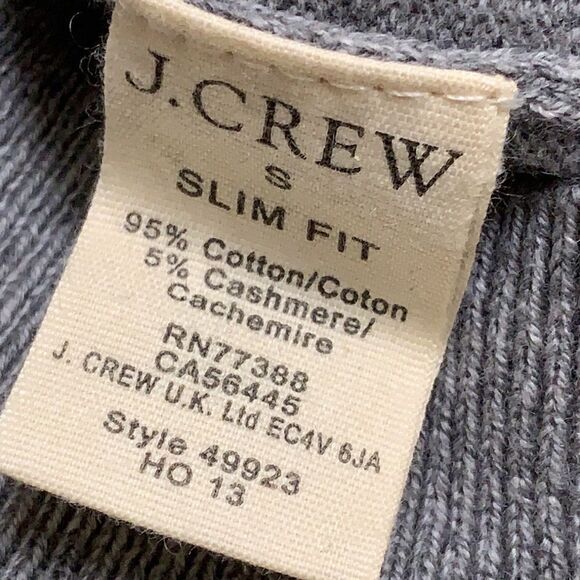 J.CREW
S
SLIM FIT
95% Cotton/Coton
5% Cashmere/
Cachemire
RN77388
CA56445
J. CREW U.K. Ltd EC4V 6JA
Style 49923
HO 13